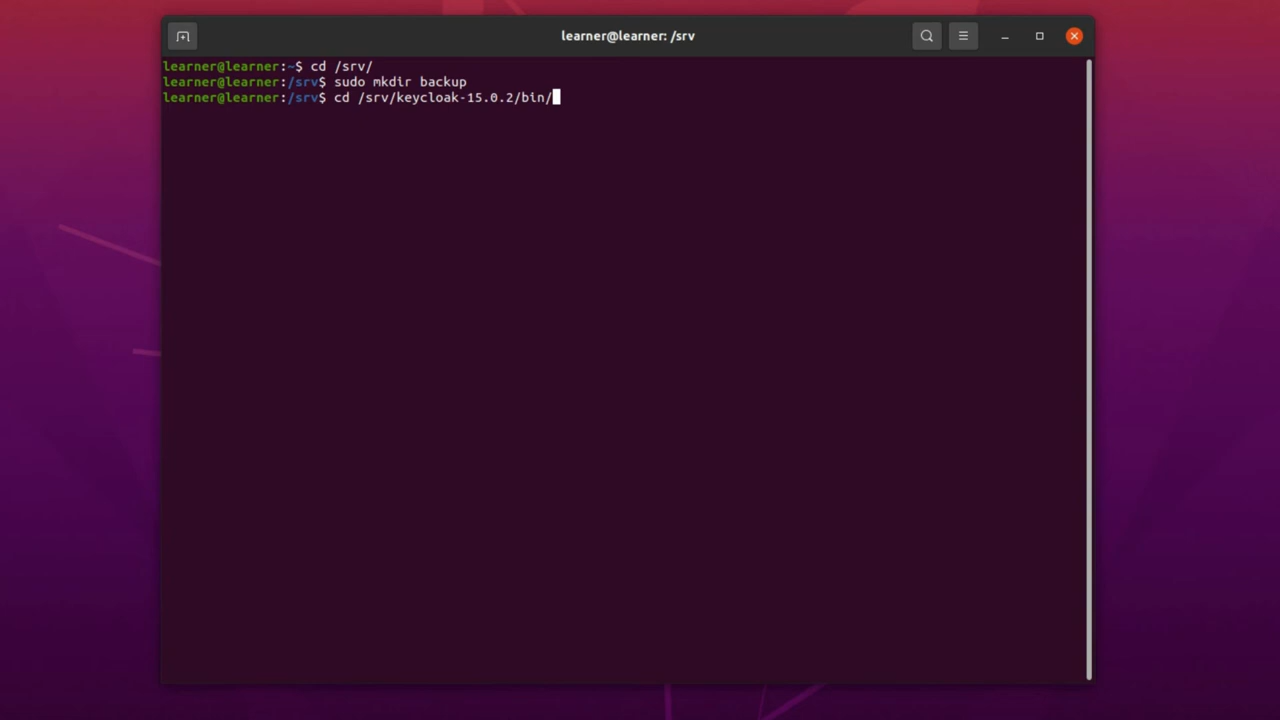 learner@learner: /srv
learner@learner:~$ cd /srv/
learner@learner:/srv$ sudo mkdir backup
learner@learner:/srv$ cd /srv/keycloak-15.0.2/bin/